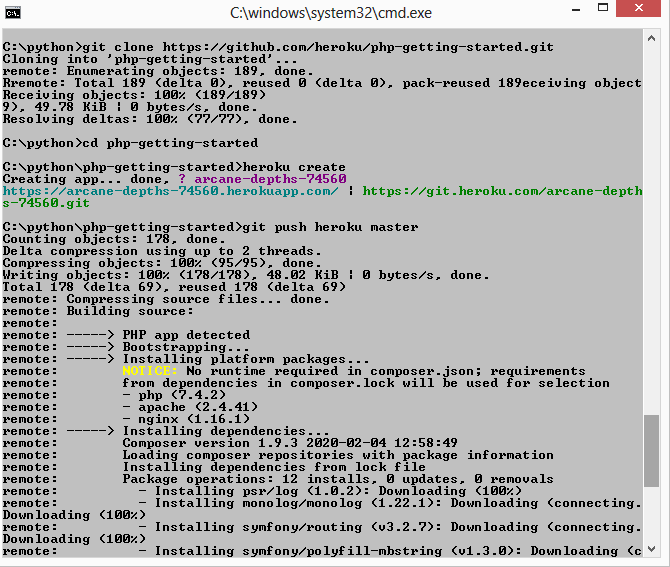 C:\windows\system32\cmd.exe
C:\python>git clone https://github.com/heroku/php-getting-started.git
Cloning into 'php-getting-started'...
remote: Enumerating objects: 189, done.
Rremote: Total 189 (delta 0), reused 0 (delta 0), pack-reused 189eceiving object
Receiving objects: 100% (189/189)
9), 49.78 KiB | 0 bytes/s, done.
Resolving deltas: 100% (77/77), done.
C:\python>cd php-getting-started
C:\python\php-getting-started>heroku create
Creating app... done, ? arcane-depths-74560
https://arcane-depths-74560.herokuapp.com/ | https://git.heroku.com/arcane-depth
s-74560.git
C:\python\php-getting-started>git push heroku master
Counting objects: 178, done.
Delta compression using up to 2 threads.
Compressing objects: 100% (95/95), done.
Writing objects: 100% (178/178), 48.02 KiB | 0 bytes/s, done.
Total 178 (delta 69), reused 178 (delta 69)
remote: Compressing source files... done.
remote: Building source:
remote:
remote: -----> PHP app detected
remote: -----> Bootstrapping...
remote: -----> Installing platform packages...
remote:        NOTICE: No runtime required in composer.json; requirements
remote:        from dependencies in composer.lock will be used for selection
remote:        - php (7.4.2)
remote:        - apache (2.4.41)
remote:        - nginx (1.16.1)
remote: -----> Installing dependencies...
remote:        Composer version 1.9.3 2020-02-04 12:58:49
remote:        Loading composer repositories with package information
remote:        Installing dependencies from lock file
remote:        Package operations: 12 installs, 0 updates, 0 removals
remote:          - Installing psr/log (1.0.2): Downloading (100%)
remote:          - Installing monolog/monolog (1.22.1): Downloading (connecting.
Downloading (100%)
remote:          - Installing symfony/routing (v3.2.7): Downloading (connecting.
Downloading (100%)
remote:          - Installing symfony/polyfill-mbstring (v1.3.0): Downloading (c